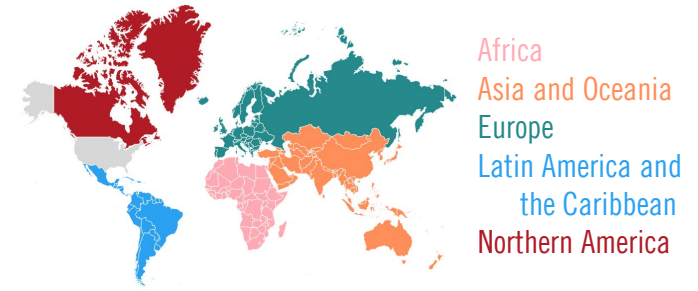 Africa
Asia and Oceania
Europe
Latin America and
the Caribbean
Northern America